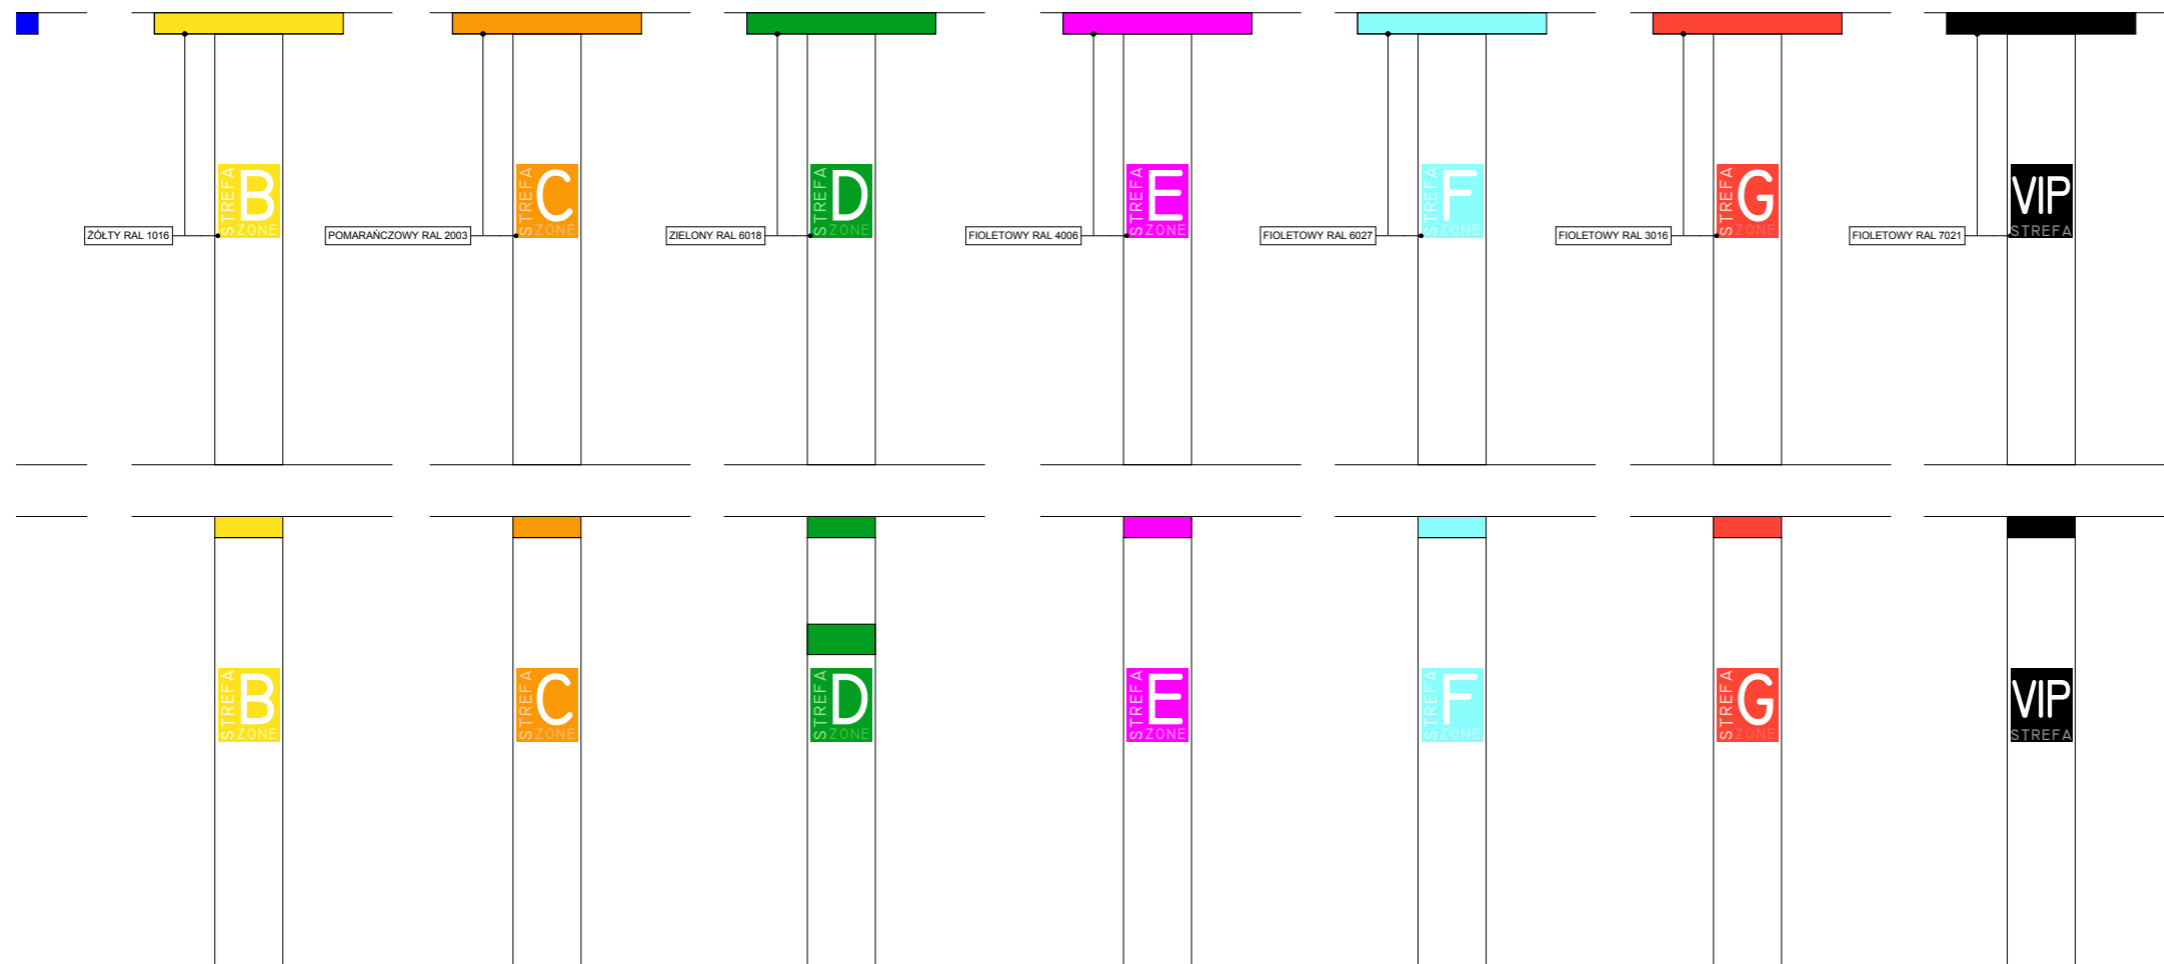 STREFA
B
ZONE
ŻÓŁTY RAL 1016
STREFA
C
ZONE
POMARAŃCZOWY RAL 2003
STREFA
D
ZONE
ZIELONY RAL 6018
STREFA
E
ZONE
FIOLETOWY RAL 4006
STREFA
F
ZONE
FIOLETOWY RAL 6027
STREFA
G
ZONE
FIOLETOWY RAL 3016
VIP
STREFA
FIOLETOWY RAL 7021
STREFA
B
ZONE
STREFA
C
ZONE
STREFA
D
ZONE
STREFA
E
ZONE
STREFA
F
ZONE
STREFA
G
ZONE
VIP
STREFA